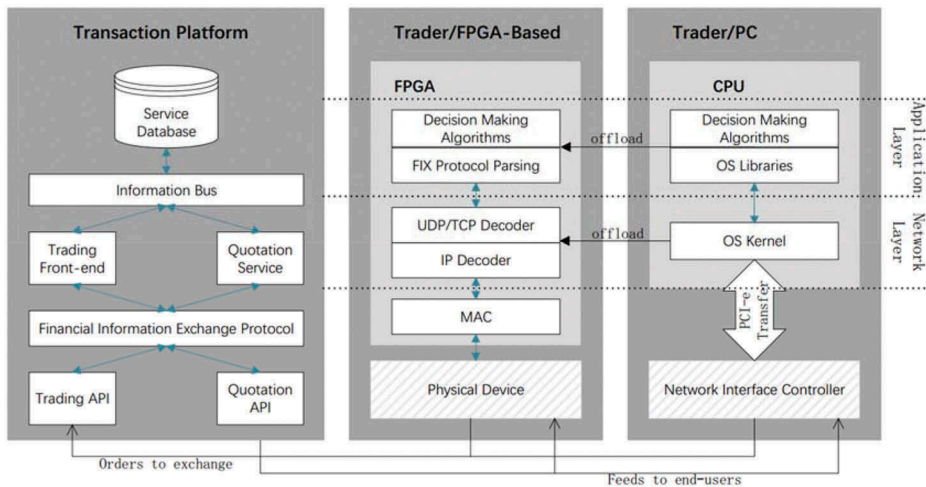 Transaction Platform
Service
Database
Information Bus
Trading
Front-end
Quotation
Service
Financial Information Exchange Protocol
Trading API
Quotation
API
Trader/FPGA-Based
FPGA
Decision Making
Algorithms
FIX Protocol Parsing
UDP/TCP Decoder
IP Decoder
MAC
Physical Device
offload
offload
Trader/PC
CPU
Decision Making
Algorithms
OS Libraries
OS Kernel
PCI-e
Transfer
Network Interface Controller
Application
Layer
Network
Layer
Orders to exchange
Feeds to end-users